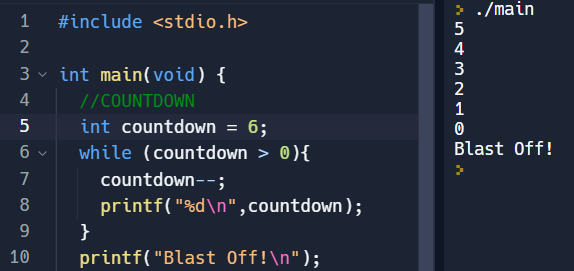 1 #include <stdio.h>
2
3 int main(void) {
4 //COUNTDOWN
5 int countdown = 6;
6 while (countdown > 0){
7 countdown--;
8 printf("%d\n",countdown);
9 }
10 printf("Blast Off!\n");
> ./main
5
4
3
2
1
0
Blast Off!
>